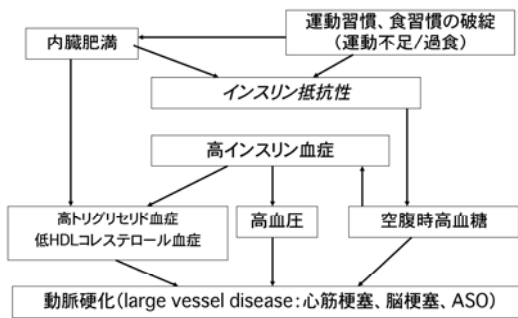 運動習慣、食習慣の破綻
(運動不足/過食)
内臓肥満
インスリン抵抗性
高インスリン血症
高トリグリセリド血症
低HDLコレステロール血症
高血圧
空腹時高血糖
動脈硬化(large vessel disease:心筋梗塞、脳梗塞、ASO)